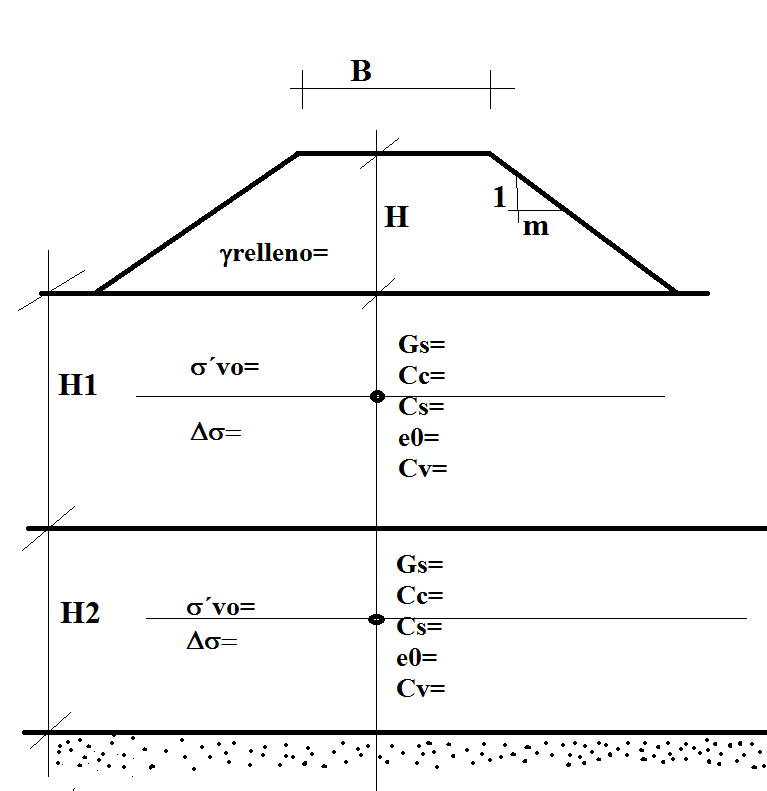 B
1
m
H
γrelleno=
H1
σ´vo=
Δσ=
Gs=
Cc=
Cs=
e0=
Cv=
H2
σ´vo=
Δσ=
Gs=
Cc=
Cs=
e0=
Cv=